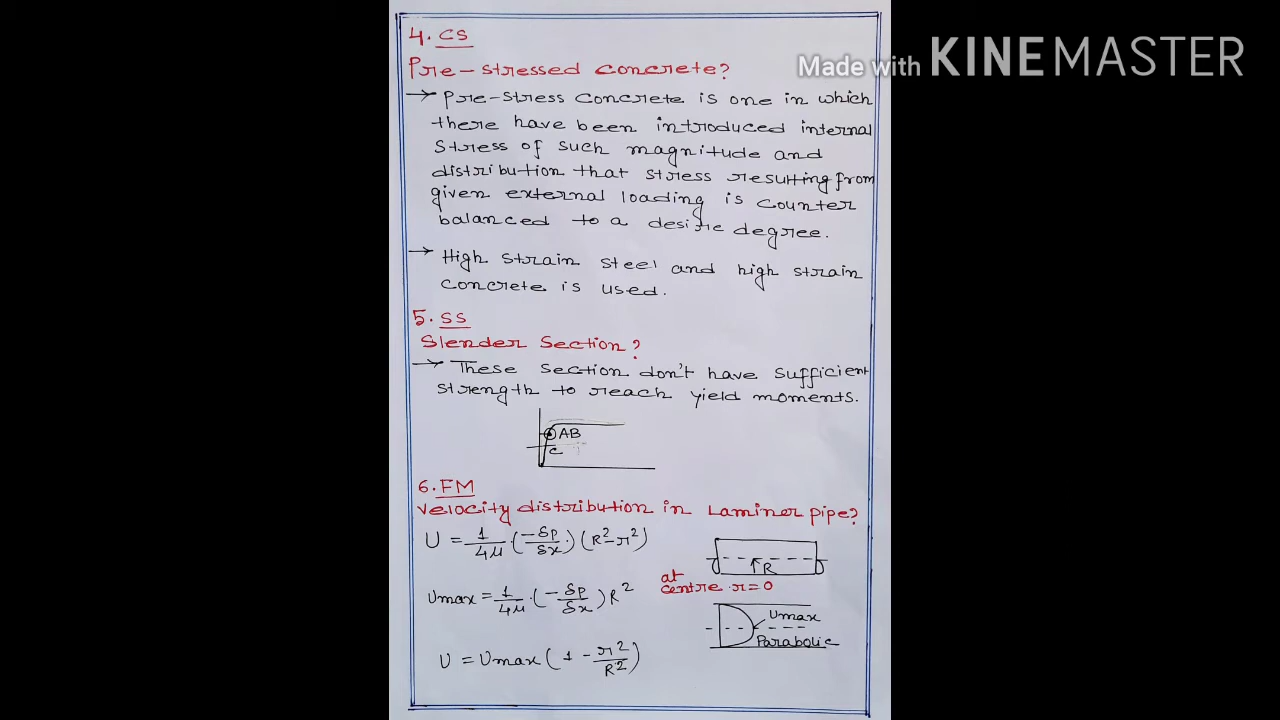 4. CS
Made with KINEMASTER
Pre-stressed concrete?
→ Pre-stress concrete is one in which
there have been introduced internal
stress of such magnitude and
distribution that stress resulting from
given external loading is counter
balanced to a desire degree.
→ High strain steel and high strain
concrete is used.
5. SS
Slender Section?
→ These section don't have sufficient
strength to reach yield moments.
AB
C
6. FM
Velocity distribution in Laminer pipe?
U = 1/4μ · (-δp/δx) (R²-r²)
R
at
centre r=0
Umax = 1/4μ · (-δp/δx) R²
Umax
Parabolic
U = Umax (1 - r²/R²)